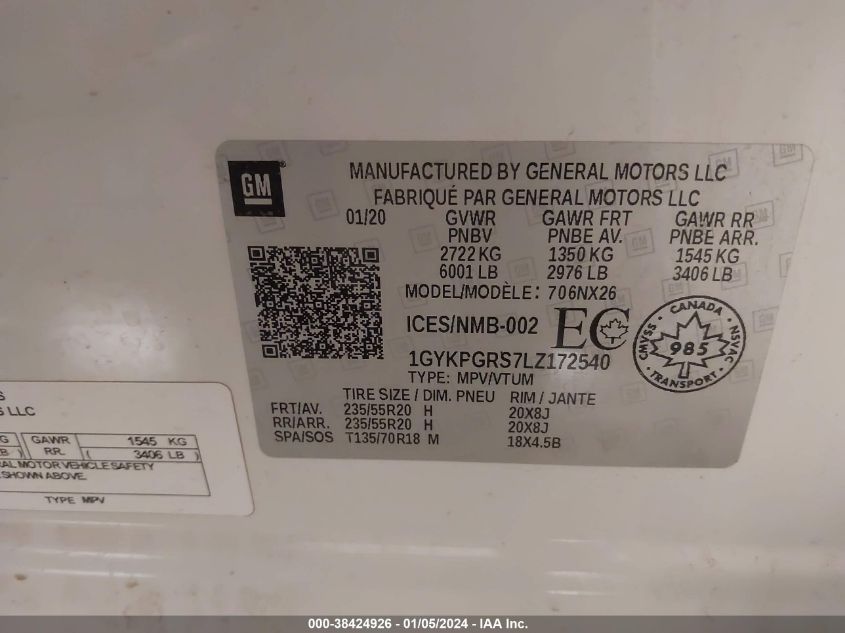 GM
MANUFACTURED BY GENERAL MOTORS LLC
FABRIQUÉ PAR GENERAL MOTORS LLC
01/20 GVWR GAWR FRT GAWR RR
PNBV PNBE AV. PNBE ARR.
2722 KG 1350 KG 1545 KG
6001 LB 2976 LB 3406 LB
MODEL/MODÈLE: 706NX26
ICES/NMB-002 EC
CANADA
CMVSS 985 NSVAC
TRANSPORT
1GYKPGRS7LZ172540
TYPE: MPV/VTUM
TIRE SIZE / DIM. PNEU RIM / JANTE
FRT/AV. 235/55R20 H 20X8J
RR/ARR. 235/55R20 H 20X8J
SPA/SOS T135/70R18 M 18X4.5B
S LLC
G GAWR 1545 KG
B ) RR. ( 3406 LB )
AL MOTOR VEHICLE SAFETY
SHOWN ABOVE.
TYPE MPV
000-38424926 - 01/05/2024 - IAA Inc.